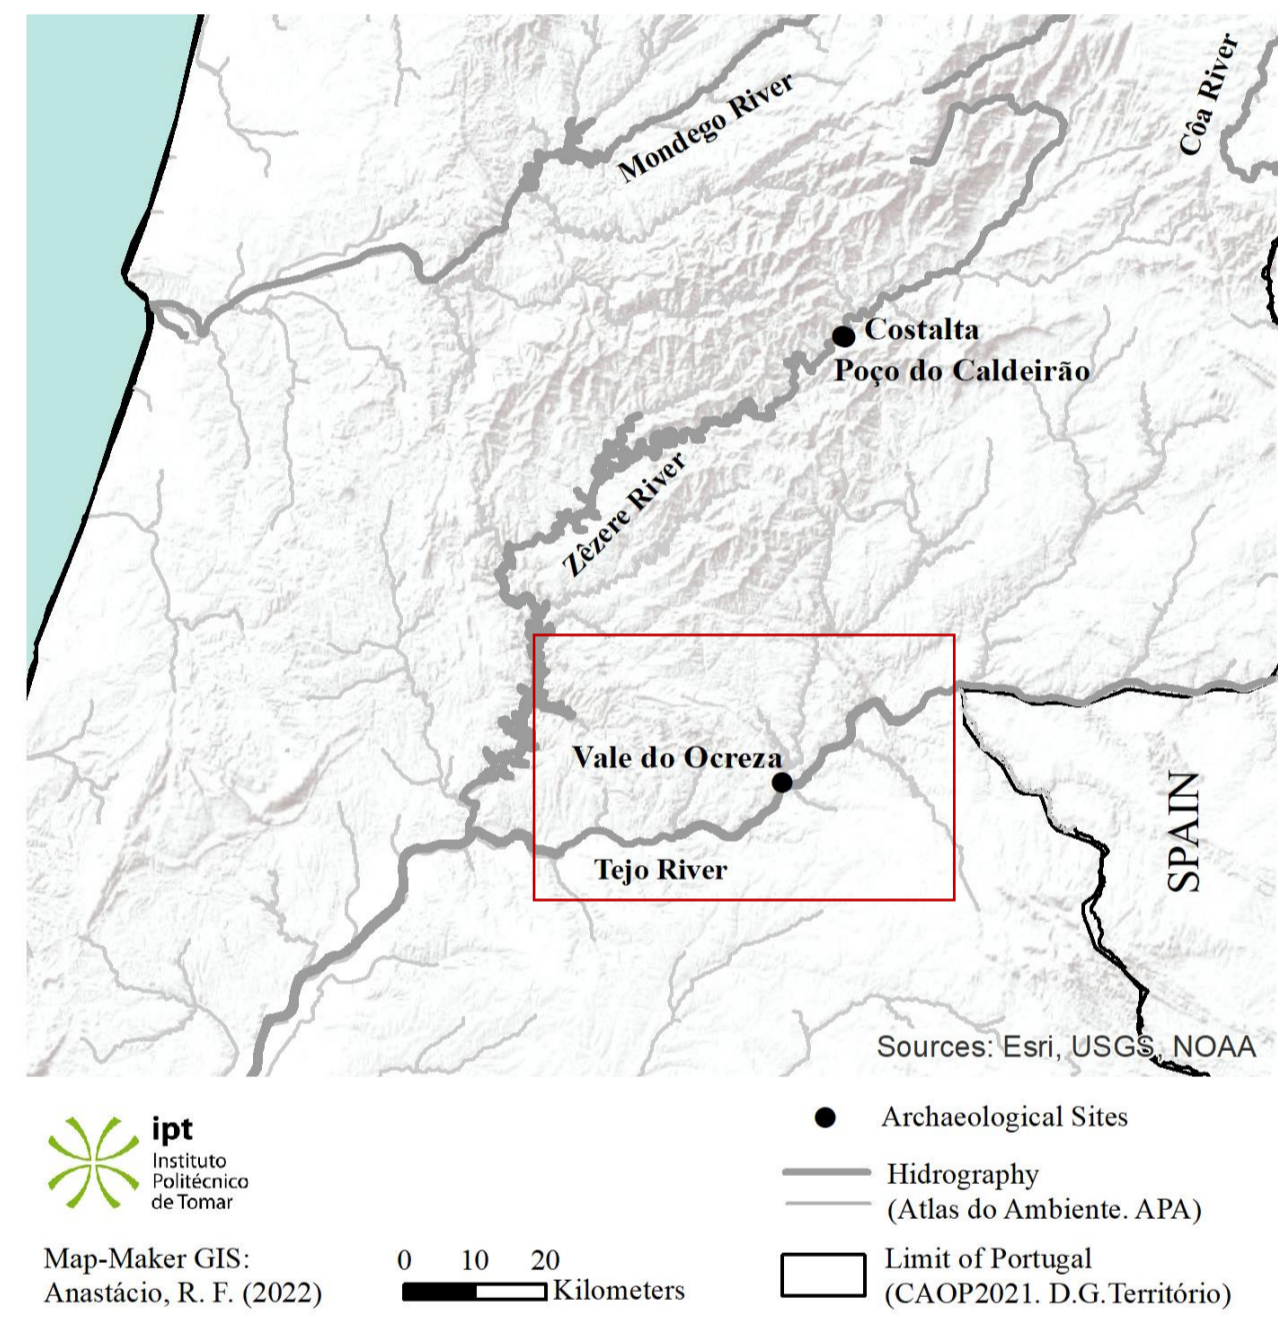 Mondego River
Côa River
Costalta
Poço do Caldeirão
Zêzere River
Vale do Ocreza
Tejo River
SPAIN
Sources: Esri, USGS, NOAA
ipt
Instituto
Politécnico
de Tomar
Map-Maker GIS:
Anastácio, R. F. (2022)
0 10 20
Kilometers
Archaeological Sites
Hidrography
(Atlas do Ambiente. APA)
Limit of Portugal
(CAOP2021. D.G.Território)